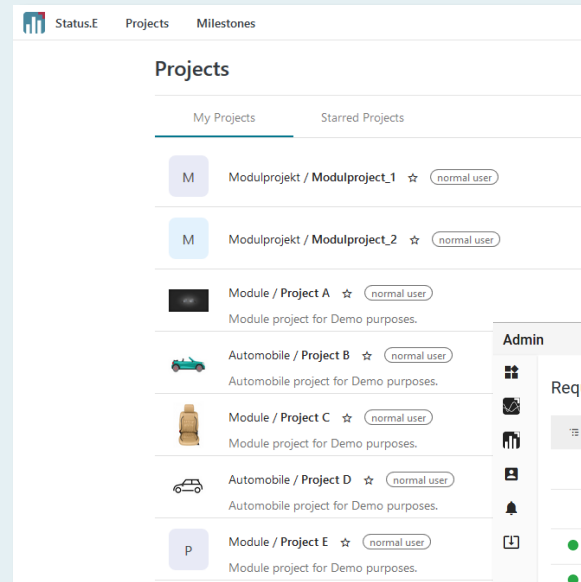 Status.E Projects Milestones
Projects
My Projects Starred Projects
M Modulprojekt / Modulproject_1 normal user
M Modulprojekt / Modulproject_2 normal user
Module / Project A normal user
Module project for Demo purposes.
Automobile / Project B normal user
Automobile project for Demo purposes.
Module / Project C normal user
Module project for Demo purposes.
Automobile / Project D normal user
Automobile project for Demo purposes.
P Module / Project E normal user
Module project for Demo purposes.
Admin
Req